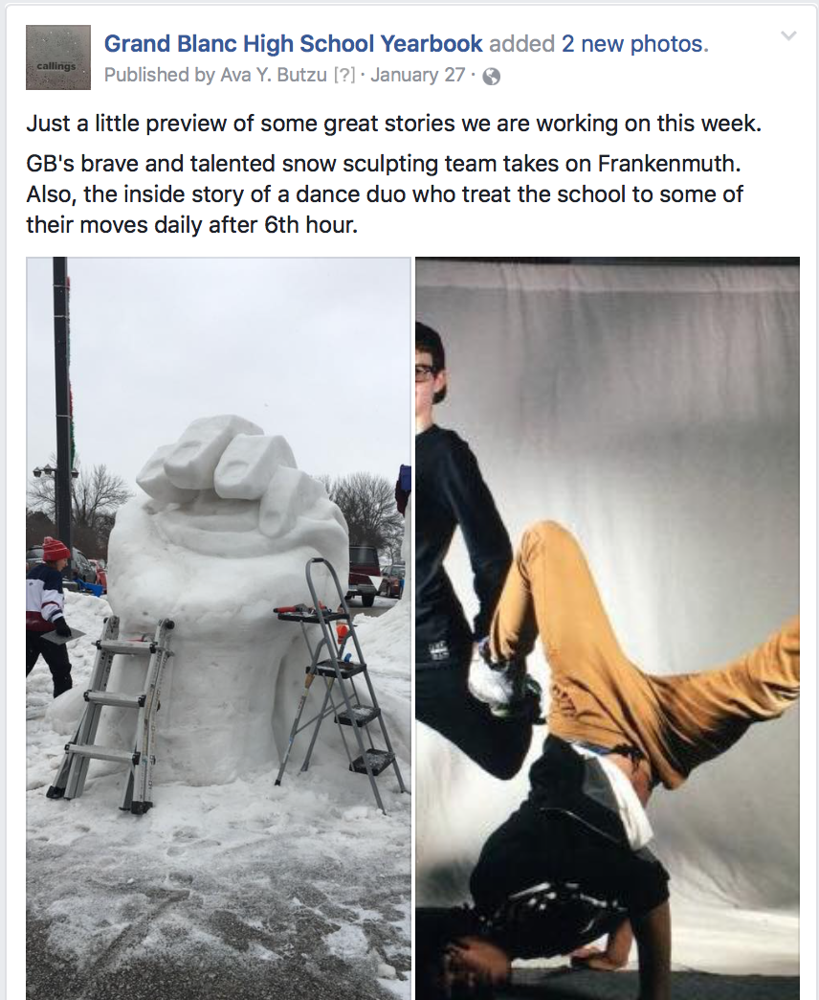 Grand Blanc High School Yearbook added 2 new photos.
callings
Published by Ava Y. Butzu [?] · January 27 ·
Just a little preview of some great stories we are working on this week.
GB's brave and talented snow sculpting team takes on Frankenmuth.
Also, the inside story of a dance duo who treat the school to some of
their moves daily after 6th hour.